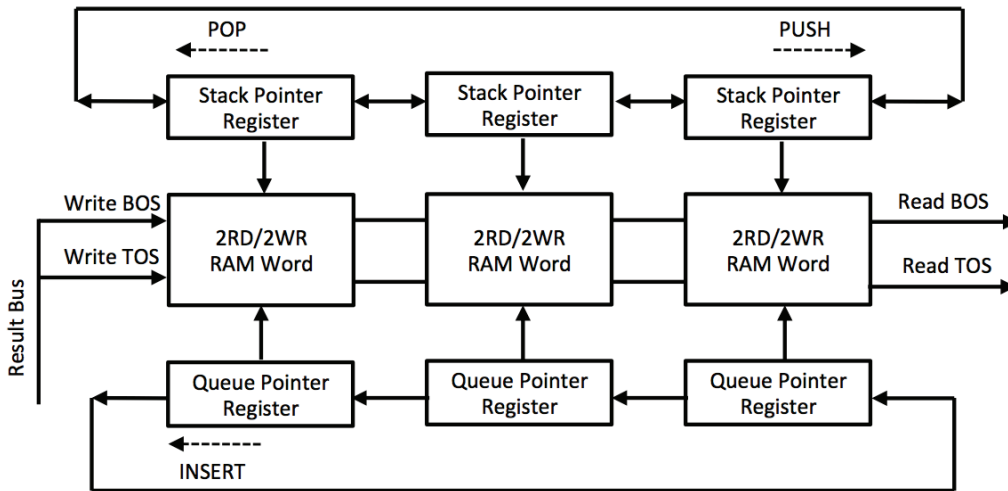 POP
PUSH
Stack Pointer
Register
Stack Pointer
Register
Stack Pointer
Register
Write BOS
Write TOS
2RD/2WR
RAM Word
2RD/2WR
RAM Word
2RD/2WR
RAM Word
Read BOS
Read TOS
Result Bus
Queue Pointer
Register
Queue Pointer
Register
Queue Pointer
Register
INSERT